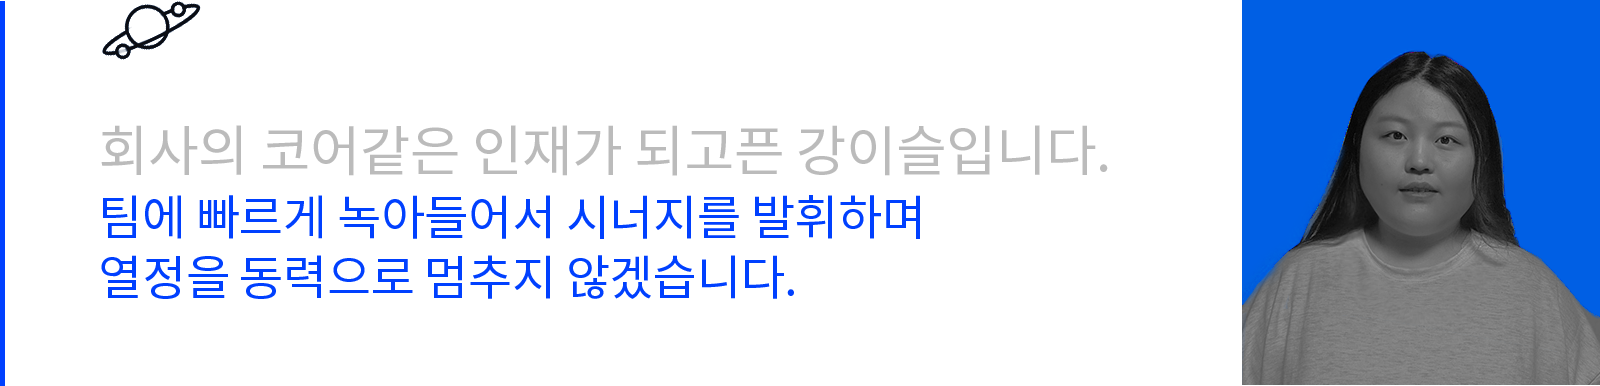 회사의 코어같은 인재가 되고픈 강이슬입니다.
팀에 빠르게 녹아들어서 시너지를 발휘하며
열정을 동력으로 멈추지 않겠습니다.